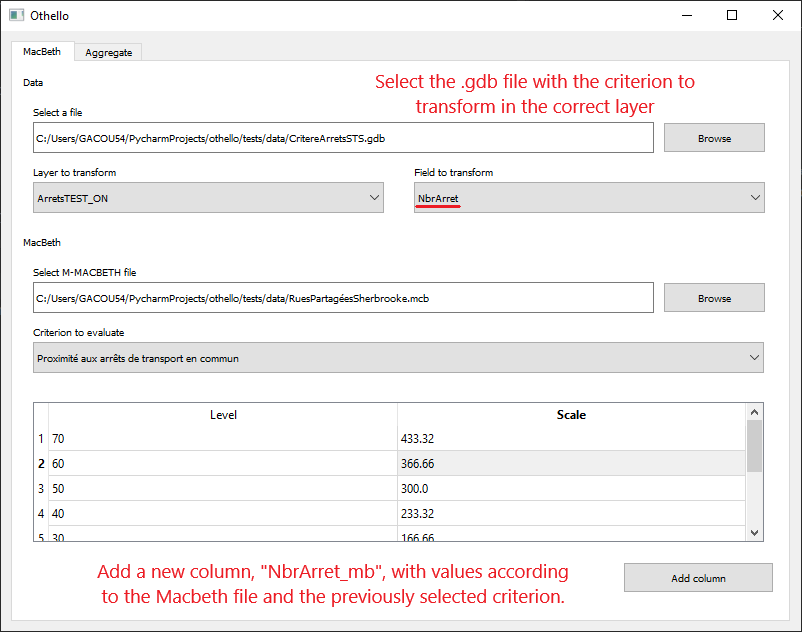 Othello
MacBeth Aggregate
Data
Select the .gdb file with the criterion to
transform in the correct layer
Select a file
C:/Users/GACOU54/PycharmProjects/othello/tests/data/CritereArretsSTS.gdb Browse
Layer to transform Field to transform
ArretsTEST_ON NbrArret
MacBeth
Select M-MACBETH file
C:/Users/GACOU54/PycharmProjects/othello/tests/data/RuesPartagéesSherbrooke.mcb Browse
Criterion to evaluate
Proximité aux arrêts de transport en commun
Level Scale
1 70 433.32
2 60 366.66
3 50 300.0
4 40 233.32
5 30 166.66
Add a new column, "NbrArret_mb", with values according
to the Macbeth file and the previously selected criterion.
Add column